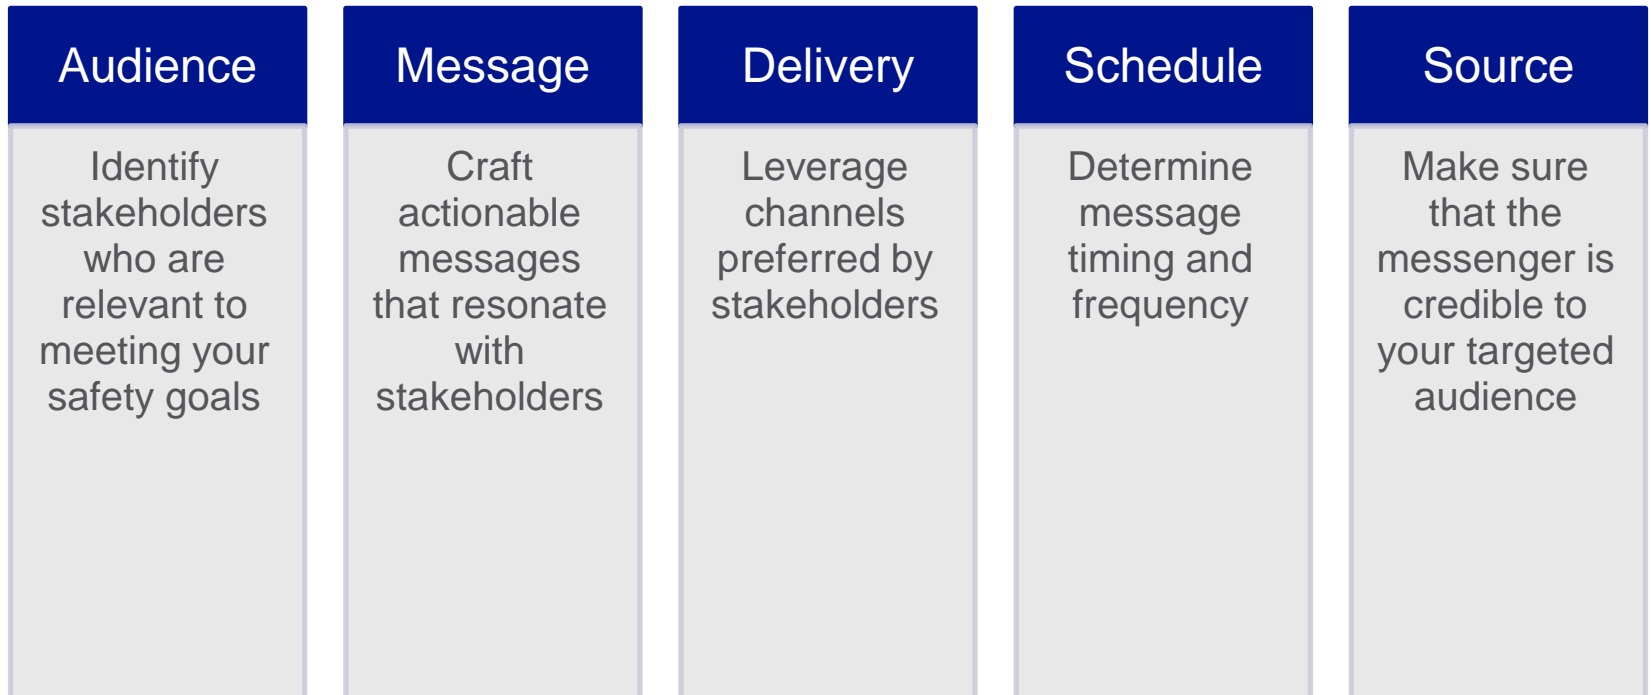 Audience
Identify
stakeholders
who are
relevant to
meeting your
safety goals
Message
Craft
actionable
messages
that resonate
with
stakeholders
Delivery
Leverage
channels
preferred by
stakeholders
Schedule
Determine
message
timing and
frequency
Source
Make sure
that the
messenger is
credible to
your targeted
audience